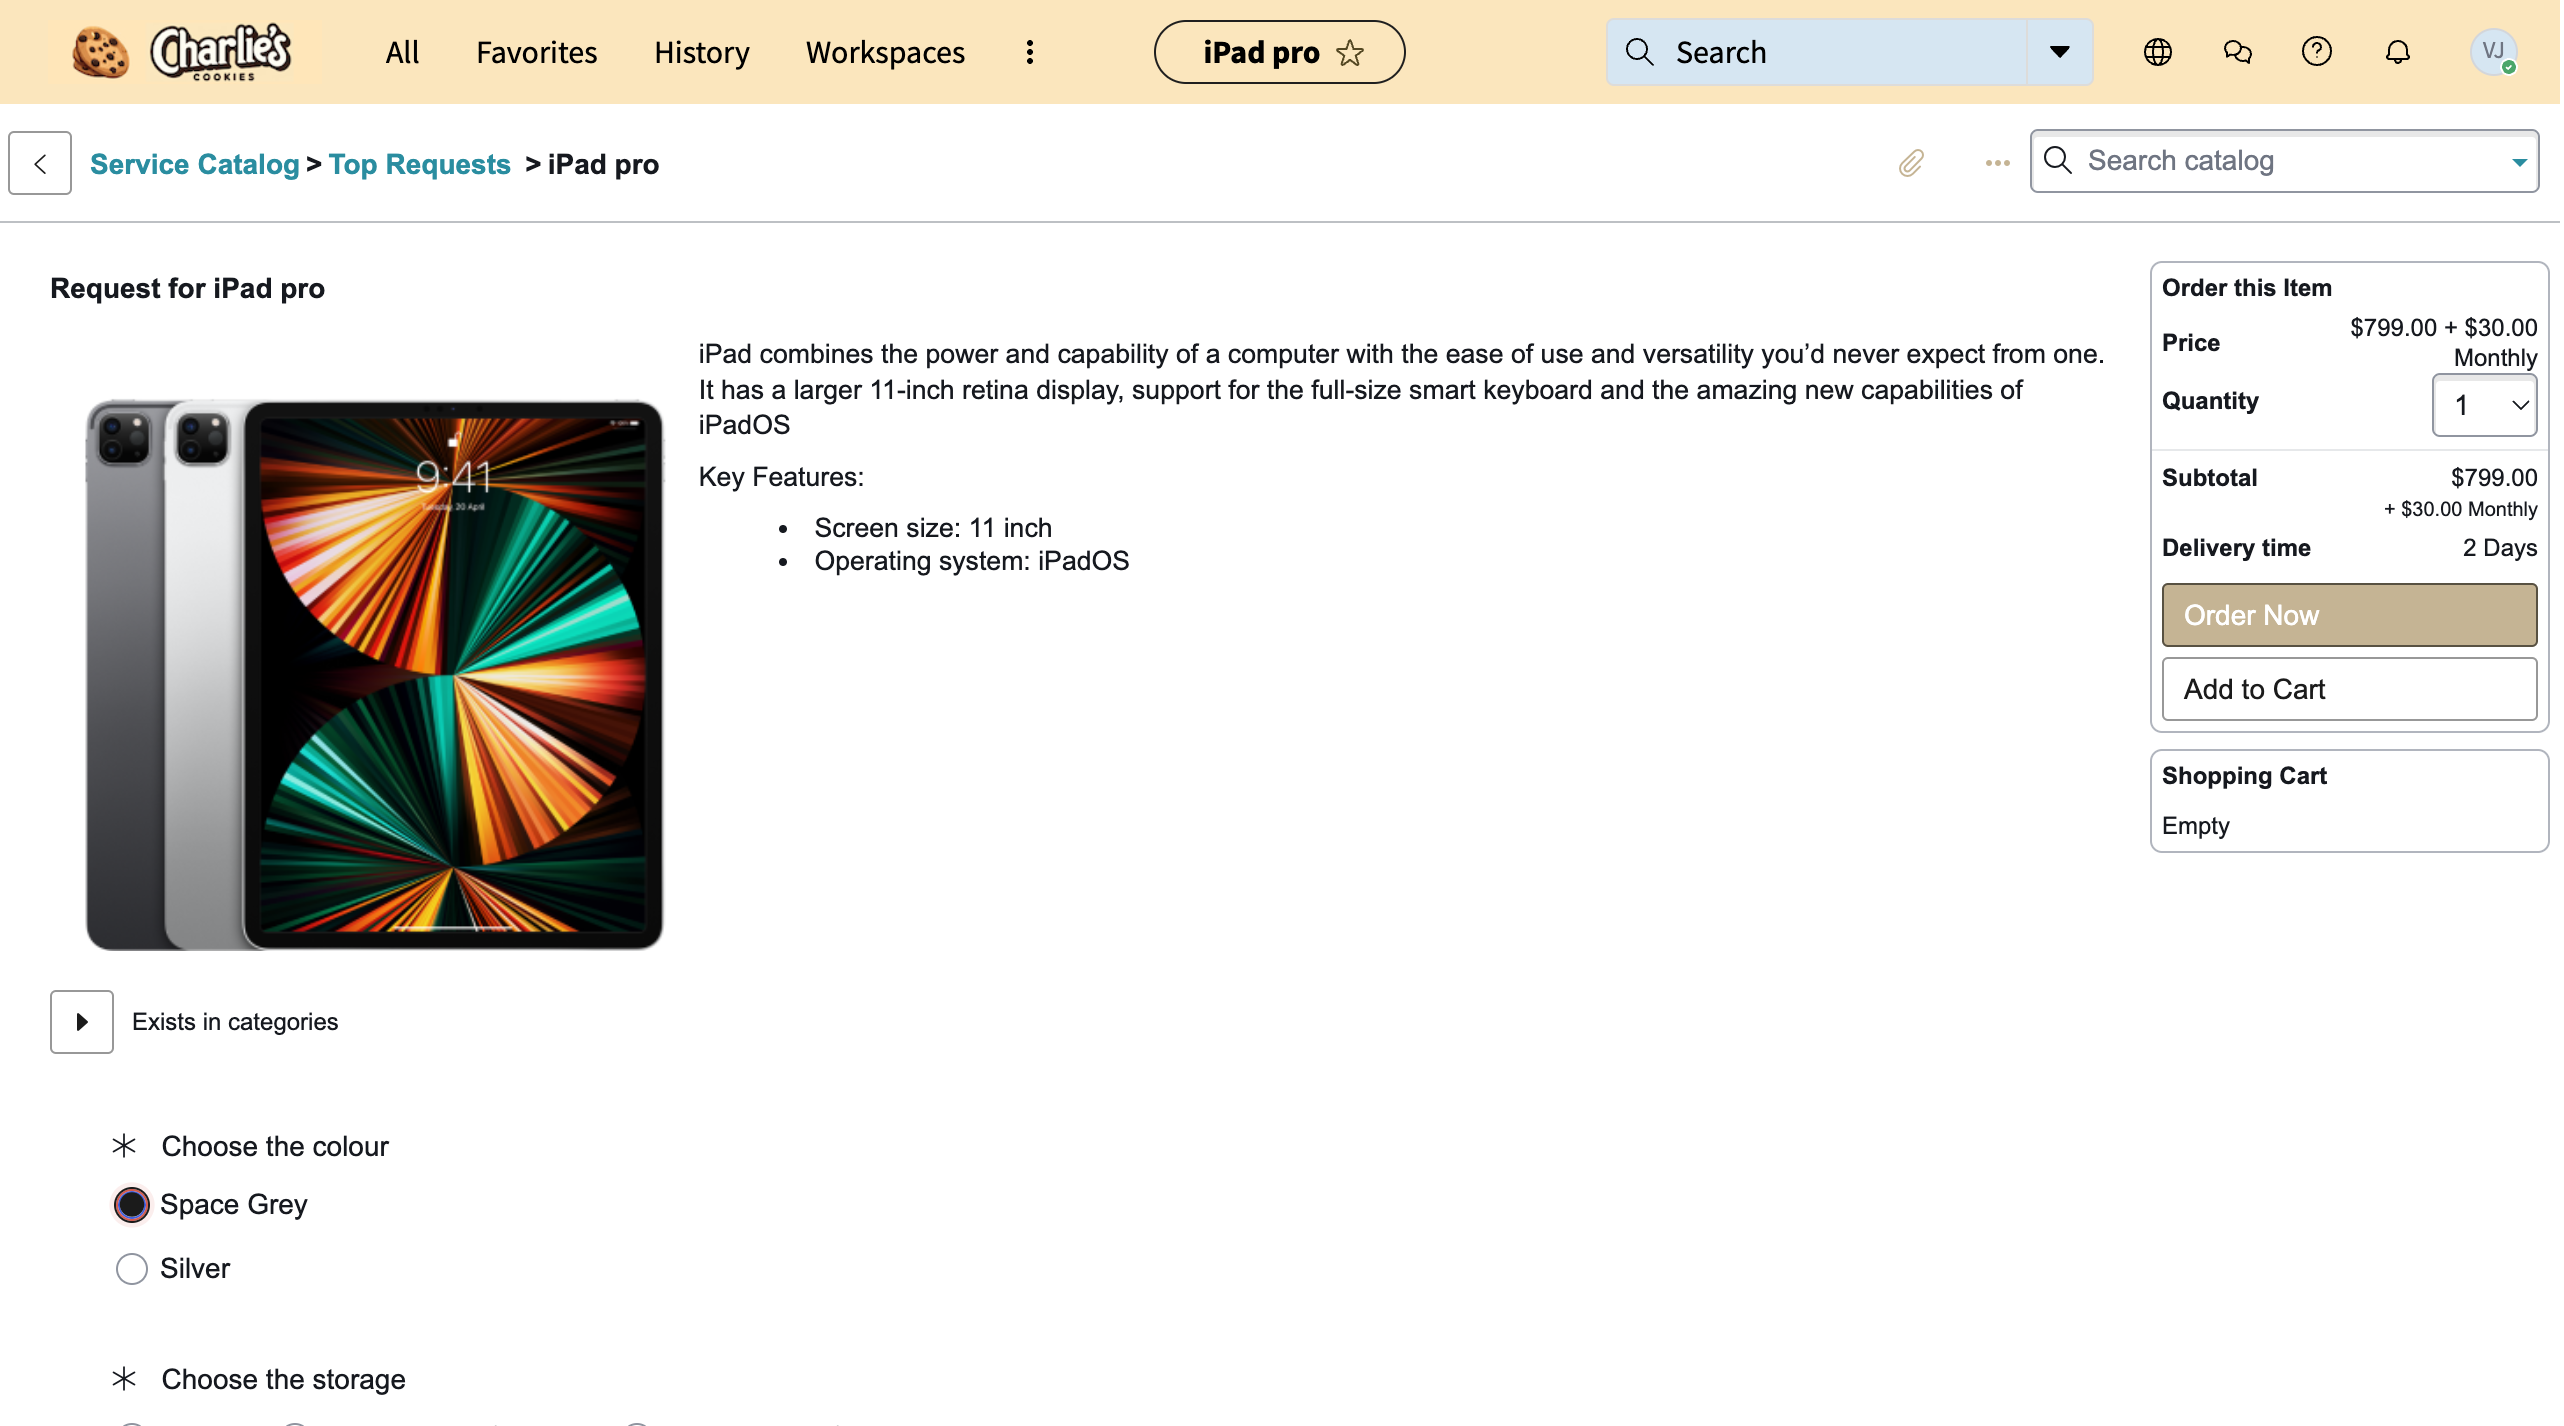 Charlie's
COOKIES
All
Favorites
History
Workspaces
iPad pro
Search
VJ
Service Catalog > Top Requests > iPad pro
Search catalog
Request for iPad pro
iPad combines the power and capability of a computer with the ease of use and versatility you’d never expect from one.
It has a larger 11-inch retina display, support for the full-size smart keyboard and the amazing new capabilities of
iPadOS
Key Features:
• Screen size: 11 inch
• Operating system: iPadOS
9:41
Tuesday 20 April
Order this Item
Price
$799.00 + $30.00
Monthly
Quantity
1
Subtotal
$799.00
+ $30.00 Monthly
Delivery time
2 Days
Order Now
Add to Cart
Shopping Cart
Empty
Exists in categories
Choose the colour
Space Grey
Silver
Choose the storage